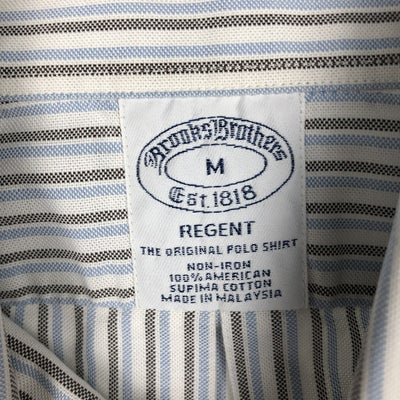 Brooks Brothers
M
Est. 1818
REGENT
THE ORIGINAL POLO SHIRT
NON-IRON
100% AMERICAN
SUPIMA COTTON
MADE IN MALAYSIA